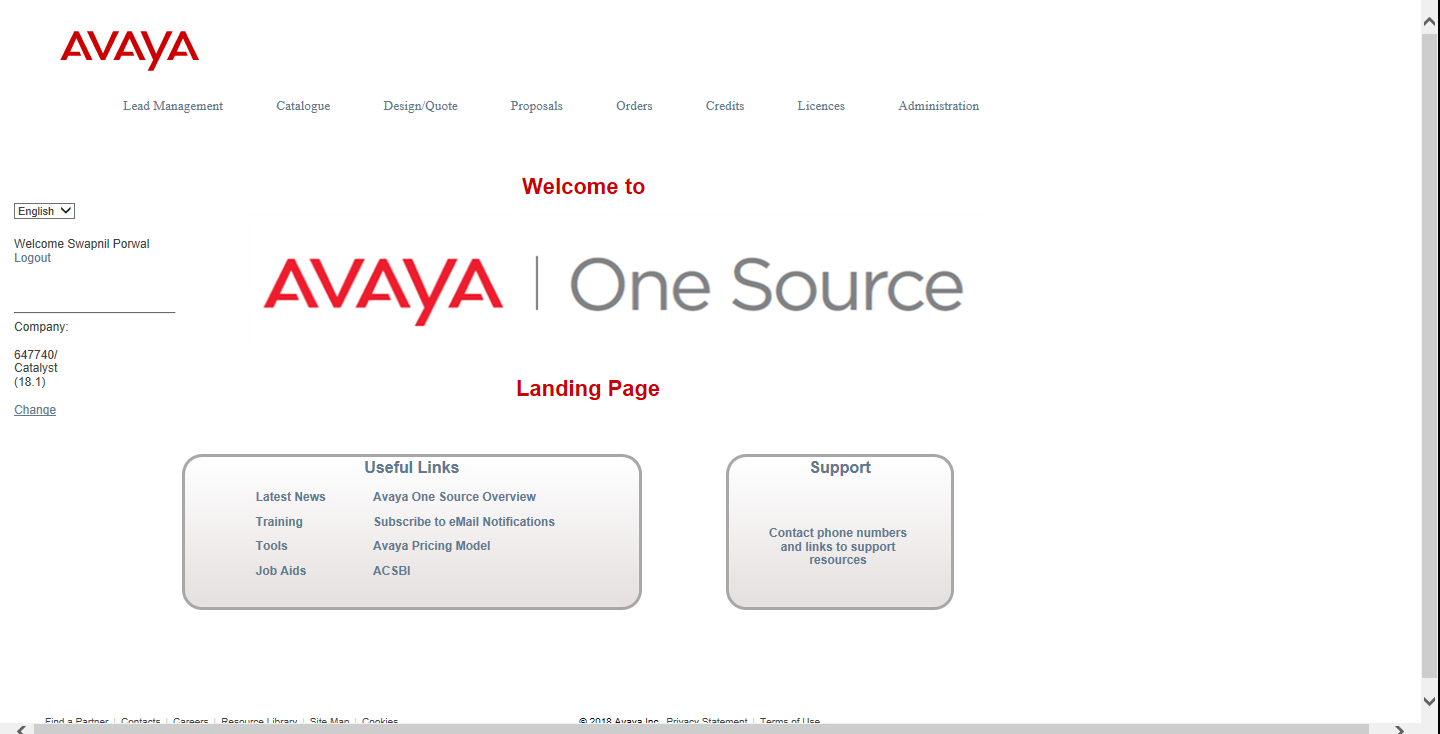 AVAYA
Lead Management Catalogue Design/Quote Proposals Orders Credits Licences Administration
Welcome to
English
Welcome Swapnil Porwal
Logout
AVAYA | One Source
Company:
647740/
Catalyst
(18.1)
Change
Landing Page
Useful Links
Latest News Avaya One Source Overview
Training Subscribe to eMail Notifications
Tools Avaya Pricing Model
Job Aids ACSBI
Support
Contact phone numbers
and links to support
resources
Find a Partner | Contacts | Careers | Resource Library | Site Map | Cookies © 2018 Avaya Inc. Privacy Statement | Terms of Use